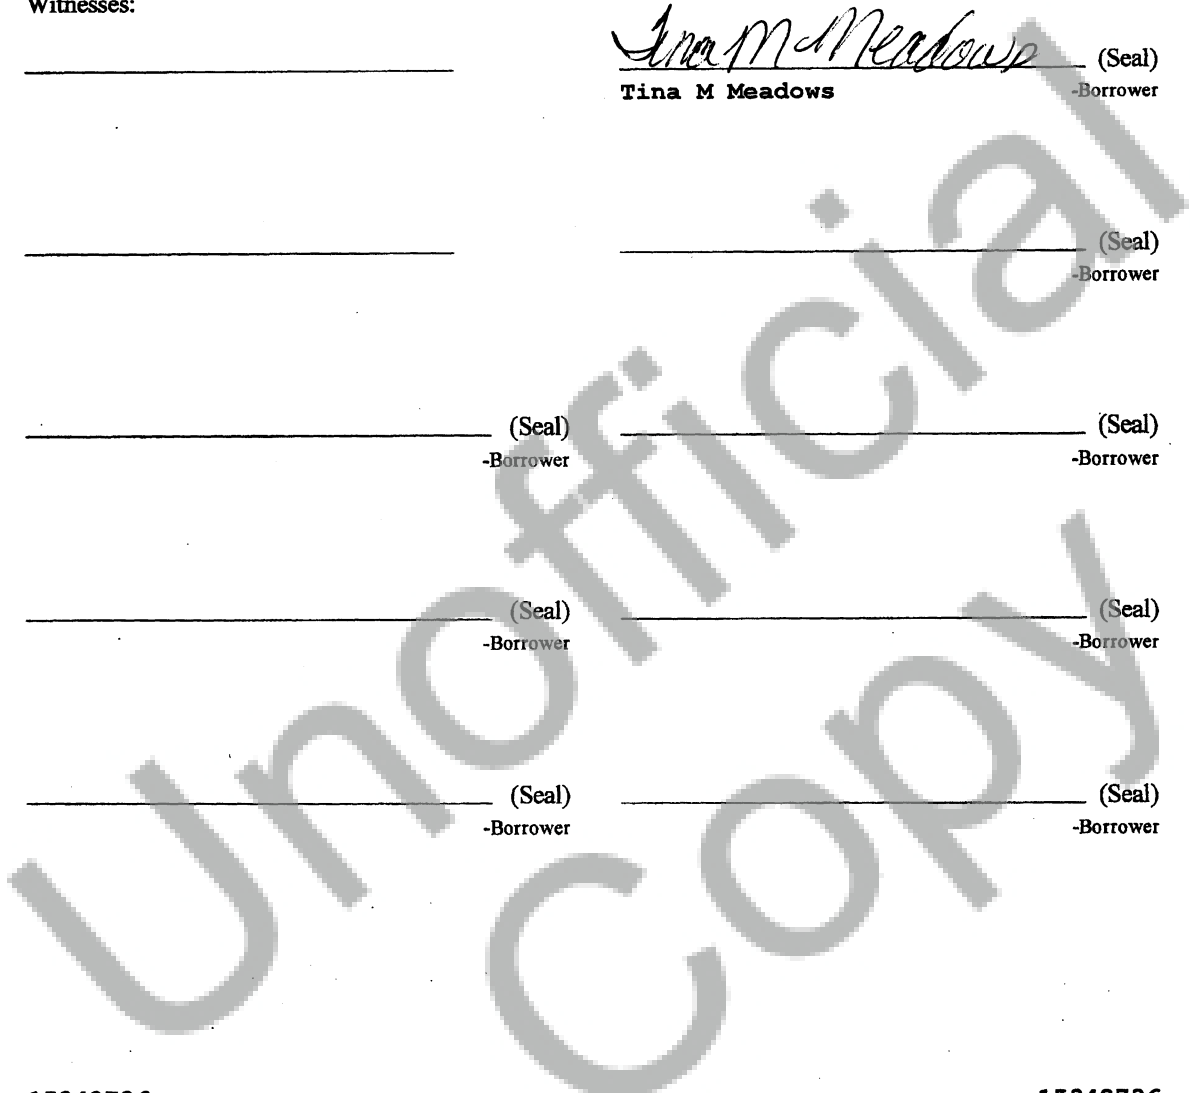 Witnesses:
Tina M Meadows (Seal)
Tina M Meadows -Borrower
(Seal)
-Borrower
(Seal) (Seal)
-Borrower -Borrower
(Seal) (Seal)
-Borrower -Borrower
(Seal) (Seal)
-Borrower -Borrower
Unofficial
Copy